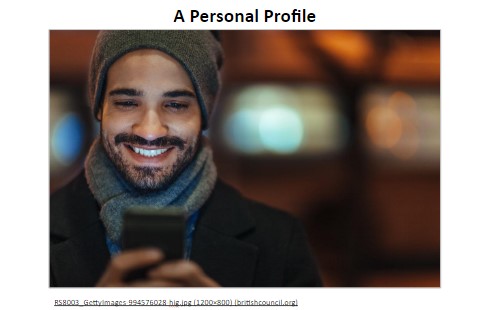 A Personal Profile
RS8003_GettyImages-994576028-hig.jpg (1200×800) (britishcouncil.org)